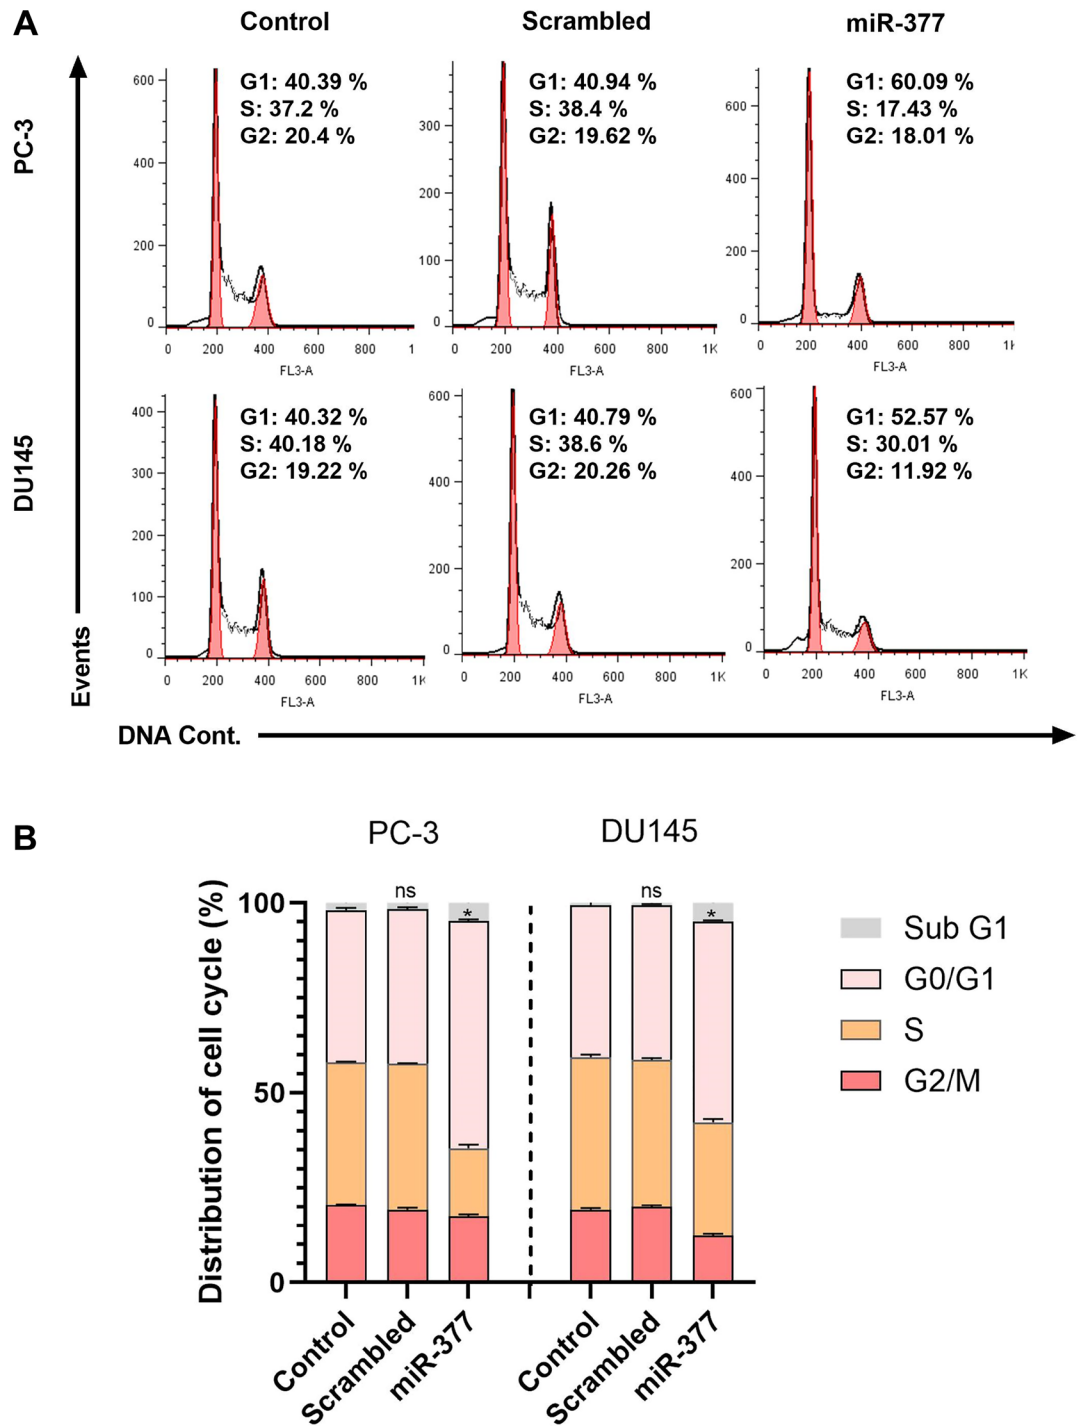 A
Control
Scrambled
miR-377
PC-3
G1: 40.39 %
S: 37.2 %
G2: 20.4 %
600
400
200
0
0 200 400 600 800 1
FL3-A
G1: 40.94 %
S: 38.4 %
G2: 19.62 %
300
200
100
0
0 200 400 600 800 1K
FL3-A
G1: 60.09 %
S: 17.43 %
G2: 18.01 %
600
400
200
0
0 200 400 600 800
FL3-A
DU145
G1: 40.32 %
S: 40.18 %
G2: 19.22 %
400
300
200
100
0
0 200 400 600 800 1K
FL3-A
G1: 40.79 %
S: 38.6 %
G2: 20.26 %
600
400
200
0
0 200 400 600 800 1K
FL3-A
G1: 52.57 %
S: 30.01 %
G2: 11.92 %
600
400
200
0
0 200 400 600 800 1K
FL3-A
Events
DNA Cont.
B
PC-3
DU145
Distribution of cell cycle (%)
100
50
0
ns
*
ns
*
Control
Scrambled
miR-377
Control
Scrambled
miR-377
Sub G1
G0/G1
S
G2/M